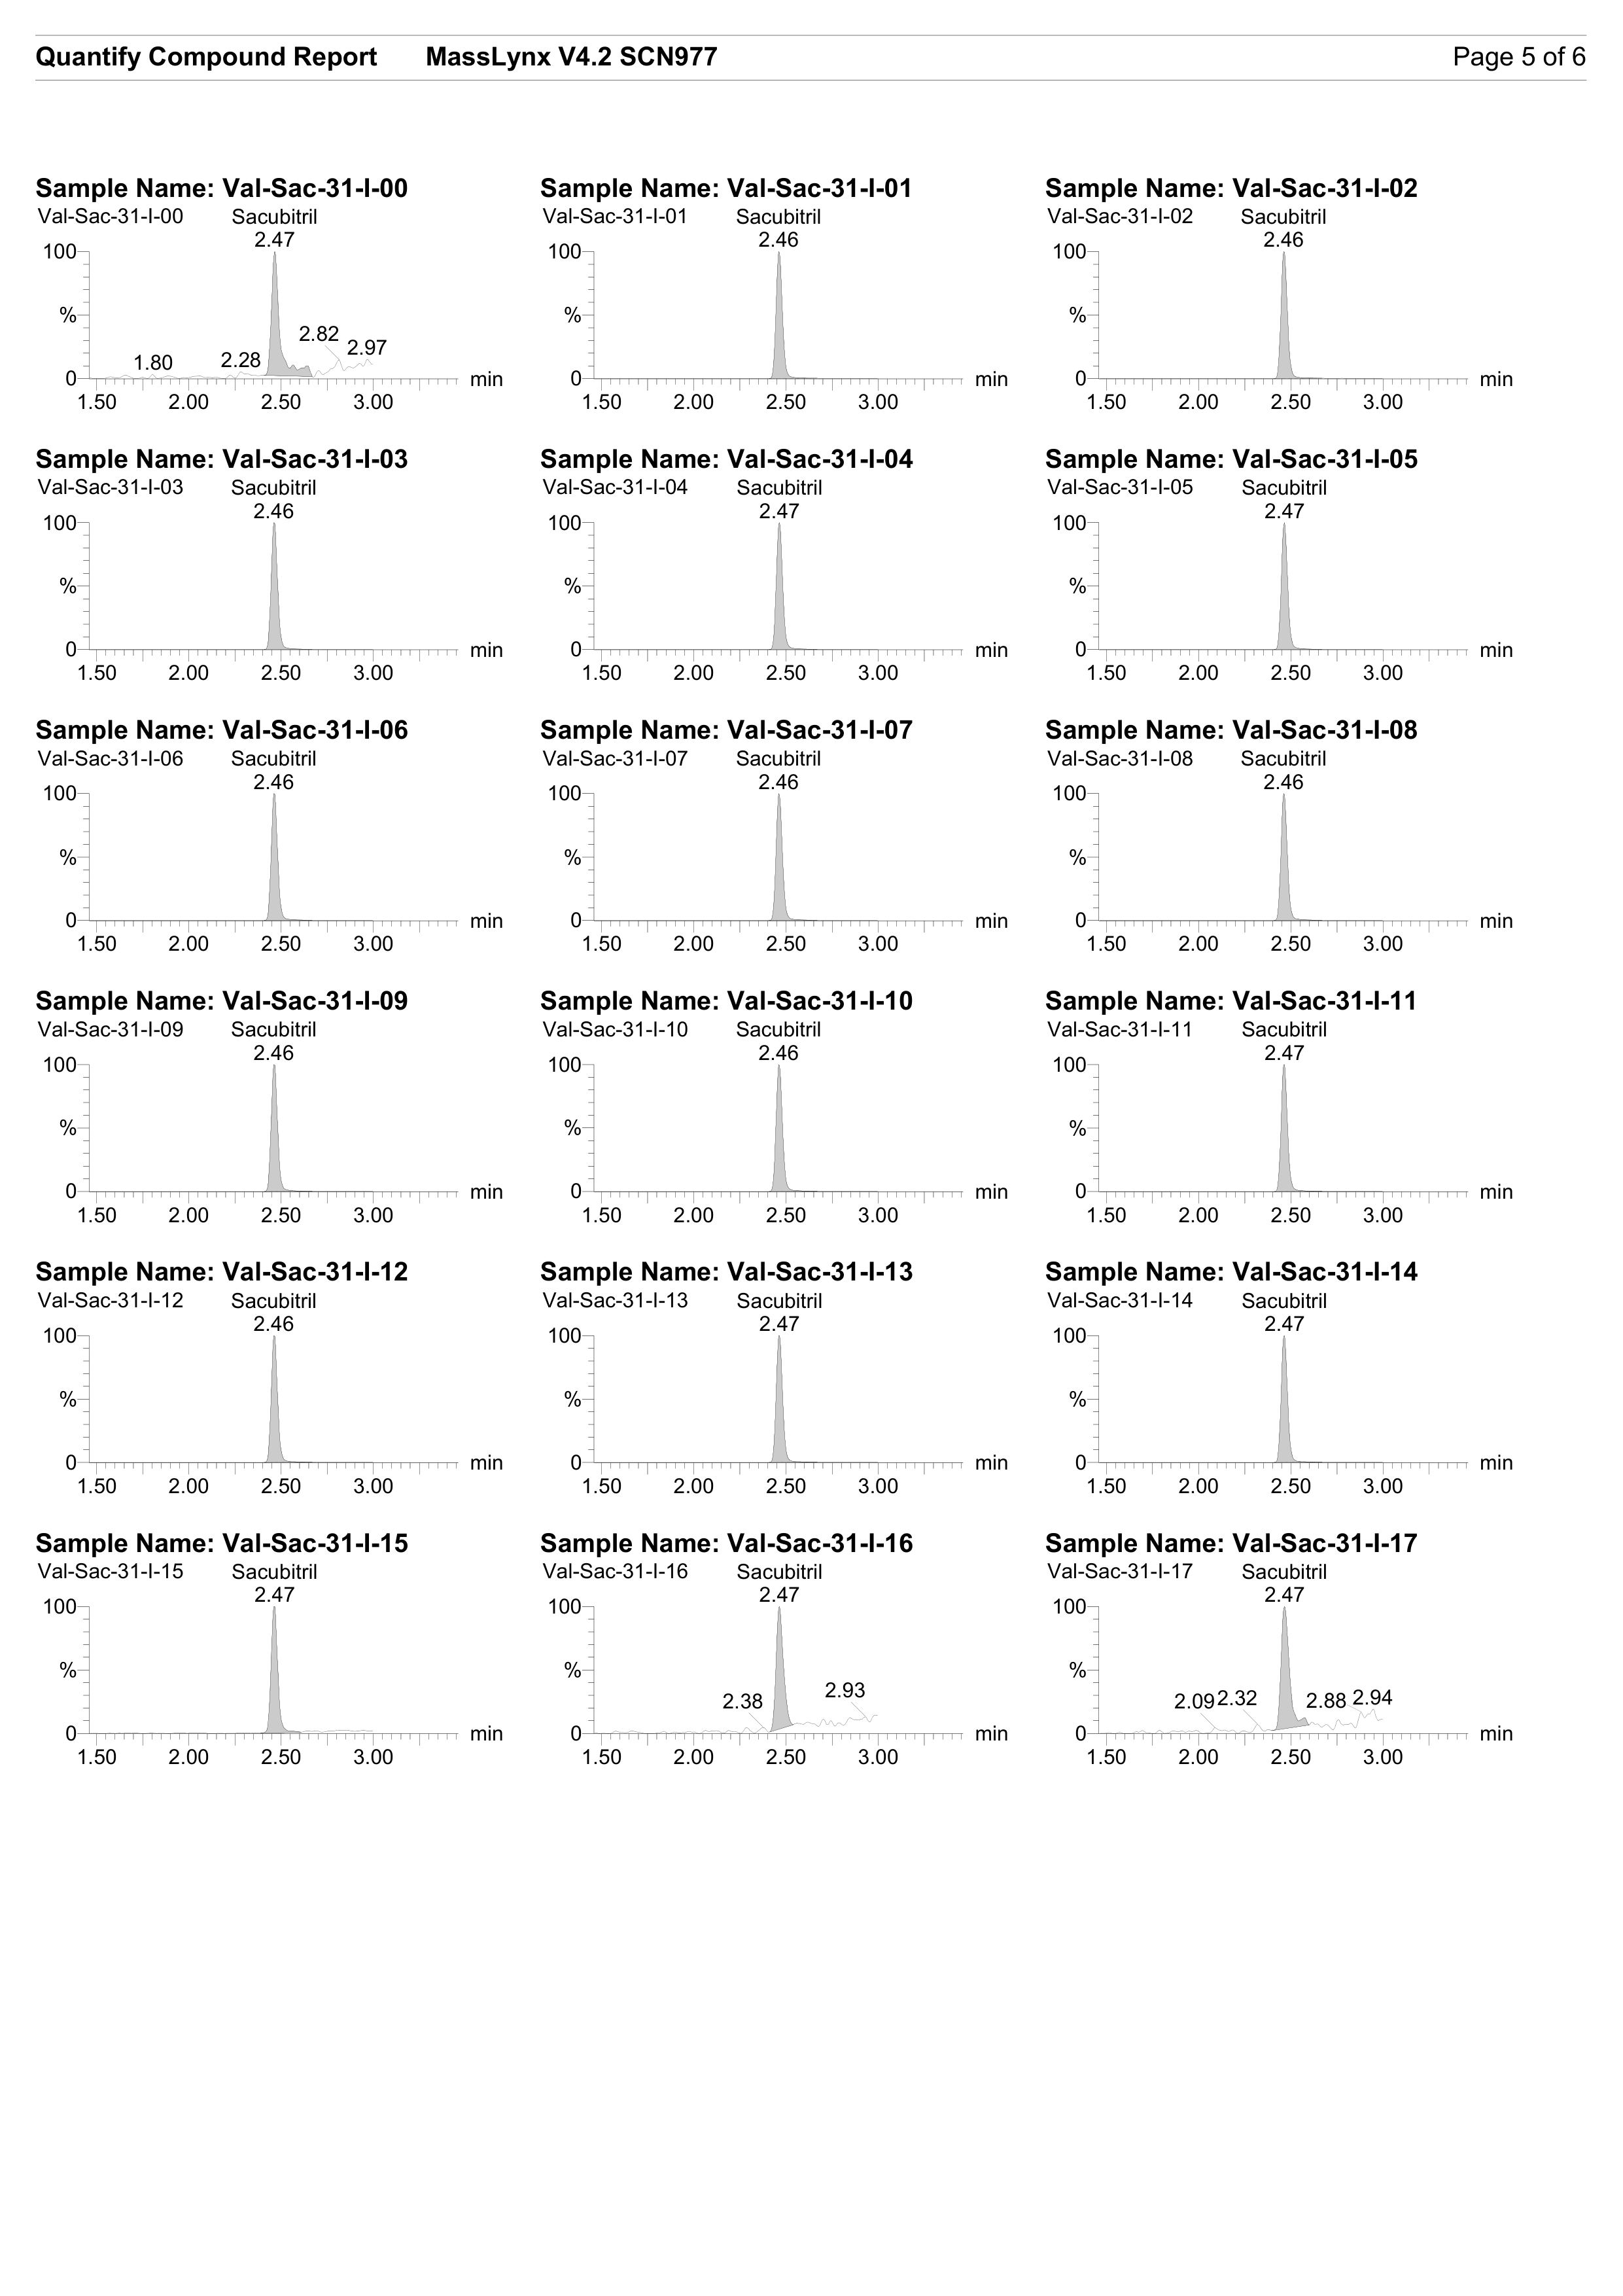 Quantify Compound Report MassLynx V4.2 SCN977 Page 5 of 6
Sample Name: Val-Sac-31-I-00
Val-Sac-31-I-00 Sacubitril
2.47
100
%
0
1.80
2.28
2.82
2.97
min
1.50 2.00 2.50 3.00
Sample Name: Val-Sac-31-I-01
Val-Sac-31-I-01 Sacubitril
2.46
100
%
0
min
1.50 2.00 2.50 3.00
Sample Name: Val-Sac-31-I-02
Val-Sac-31-I-02 Sacubitril
2.46
100
%
0
min
1.50 2.00 2.50 3.00
Sample Name: Val-Sac-31-I-03
Val-Sac-31-I-03 Sacubitril
2.46
100
%
0
min
1.50 2.00 2.50 3.00
Sample Name: Val-Sac-31-I-04
Val-Sac-31-I-04 Sacubitril
2.47
100
%
0
min
1.50 2.00 2.50 3.00
Sample Name: Val-Sac-31-I-05
Val-Sac-31-I-05 Sacubitril
2.47
100
%
0
min
1.50 2.00 2.50 3.00
Sample Name: Val-Sac-31-I-06
Val-Sac-31-I-06 Sacubitril
2.46
100
%
0
min
1.50 2.00 2.50 3.00
Sample Name: Val-Sac-31-I-07
Val-Sac-31-I-07 Sacubitril
2.46
100
%
0
min
1.50 2.00 2.50 3.00
Sample Name: Val-Sac-31-I-08
Val-Sac-31-I-08 Sacubitril
2.46
100
%
0
min
1.50 2.00 2.50 3.00
Sample Name: Val-Sac-31-I-09
Val-Sac-31-I-09 Sacubitril
2.46
100
%
0
min
1.50 2.00 2.50 3.00
Sample Name: Val-Sac-31-I-10
Val-Sac-31-I-10 Sacubitril
2.46
100
%
0
min
1.50 2.00 2.50 3.00
Sample Name: Val-Sac-31-I-11
Val-Sac-31-I-11 Sacubitril
2.47
100
%
0
min
1.50 2.00 2.50 3.00
Sample Name: Val-Sac-31-I-12
Val-Sac-31-I-12 Sacubitril
2.46
100
%
0
min
1.50 2.00 2.50 3.00
Sample Name: Val-Sac-31-I-13
Val-Sac-31-I-13 Sacubitril
2.47
100
%
0
min
1.50 2.00 2.50 3.00
Sample Name: Val-Sac-31-I-14
Val-Sac-31-I-14 Sacubitril
2.47
100
%
0
min
1.50 2.00 2.50 3.00
Sample Name: Val-Sac-31-I-15
Val-Sac-31-I-15 Sacubitril
2.47
100
%
0
min
1.50 2.00 2.50 3.00
Sample Name: Val-Sac-31-I-16
Val-Sac-31-I-16 Sacubitril
2.47
100
%
0
2.38
2.93
min
1.50 2.00 2.50 3.00
Sample Name: Val-Sac-31-I-17
Val-Sac-31-I-17 Sacubitril
2.47
100
%
0
2.09 2.32
2.88 2.94
min
1.50 2.00 2.50 3.00